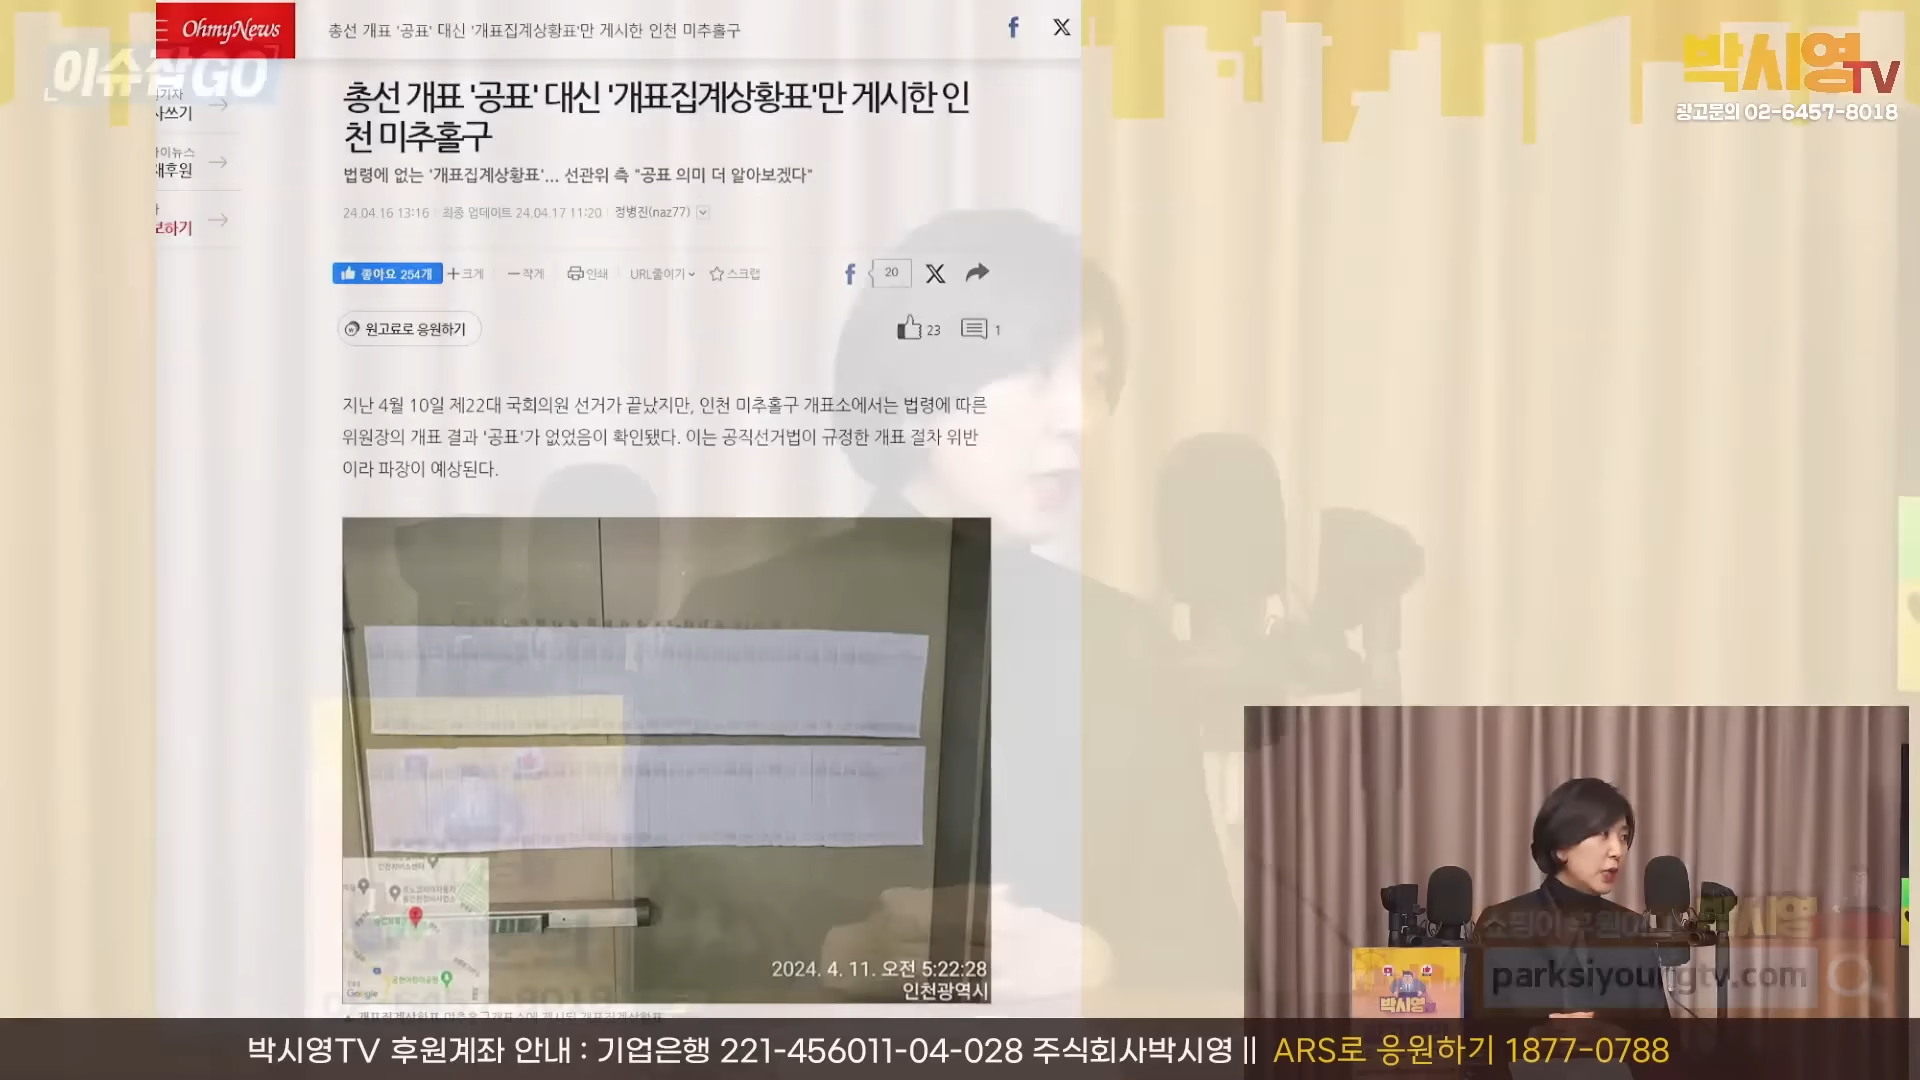 이슈잡GO
OhmyNews
총선 개표 '공표' 대신 '개표집계상황표'만 게시한 인천 미추홀구
총선 개표 '공표' 대신 '개표집계상황표'만 게시한 인
천 미추홀구
법령에 없는 '개표집계상황표'... 선관위 측 "공표 의미 더 알아보겠다"
24.04.16 13:16 최종 업데이트 24.04.17 11:20 정병진(naz77)
좋아요 254개 크게 작게 인쇄 URL줄이기 스크랩
20
원고료로 응원하기
23 1
지난 4월 10일 제22대 국회의원 선거가 끝났지만, 인천 미추홀구 개표소에서는 법령에 따른
위원장의 개표 결과 '공표'가 없었음이 확인됐다. 이는 공직선거법이 규정한 개표 절차 위반
이라 파장이 예상된다.
Google
2024. 4. 11. 오전 5:22:28
인천광역시
박시영TV
광고문의 02-6457-8018
박시영
parksiyoungtv.com
박시영
박시영TV 후원계좌 안내 : 기업은행 221-456011-04-028 주식회사박시영 || ARS로 응원하기 1877-0788